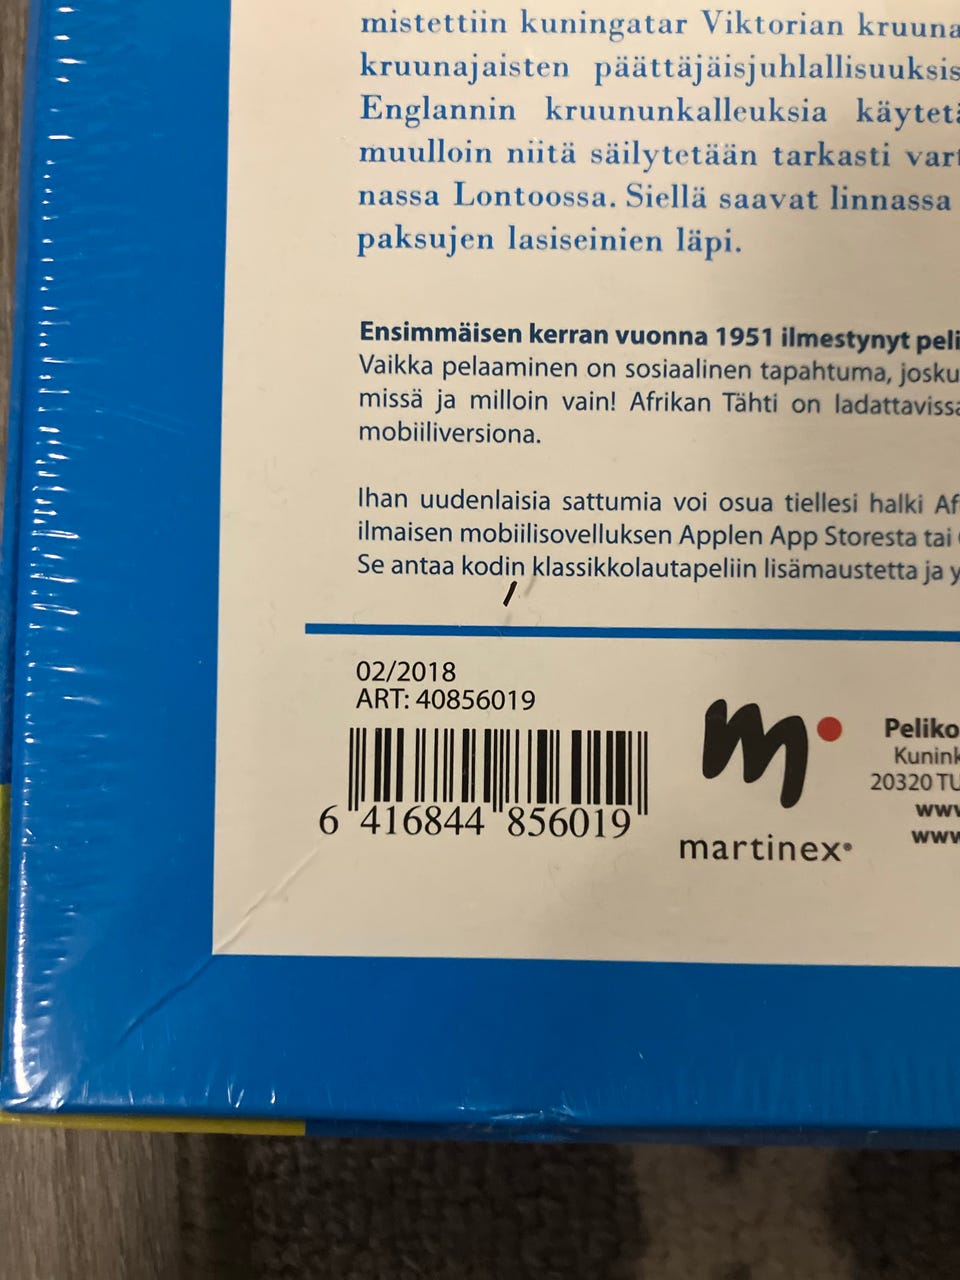 mistettiin kuningatar Viktorian
kruunajaisten päättäjäisjuhlallisuuksis
Englannin kruununkalleuksia
muulloin niitä säilytetään tarkasti
nassa Lontoossa. Siellä saavat linnassa
paksujen lasiseinien läpi.
Ensimmäisen kerran vuonna 1951 ilmestynyt peli
Vaikka pelaaminen on sosiaalinen tapahtuma, josku
missä ja milloin vain! Afrikan Tähti on ladattavissa
mobiiliversiona.
Ihan uudenlaisia sattumia voi osua tiellesi halki Af
ilmaisen mobiilisovelluksen Applen App Storesta tai
Se antaa kodin klassikkolautapeliin lisämaustetta ja y
02/2018
ART: 40856019
6 416844 856019
m
martinex®
Peliko
Kunink
20320 TU
www
www